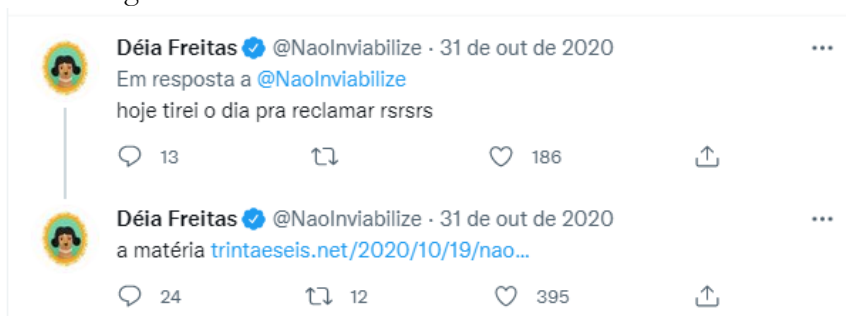 Déia Freitas @NaoInviabilize · 31 de out de 2020
Em resposta a @NaoInviabilize
hoje tirei o dia pra reclamar rsrsrs
13 186
Déia Freitas @NaoInviabilize · 31 de out de 2020
a matéria trintaeseis.net/2020/10/19/nao...
24 12 395